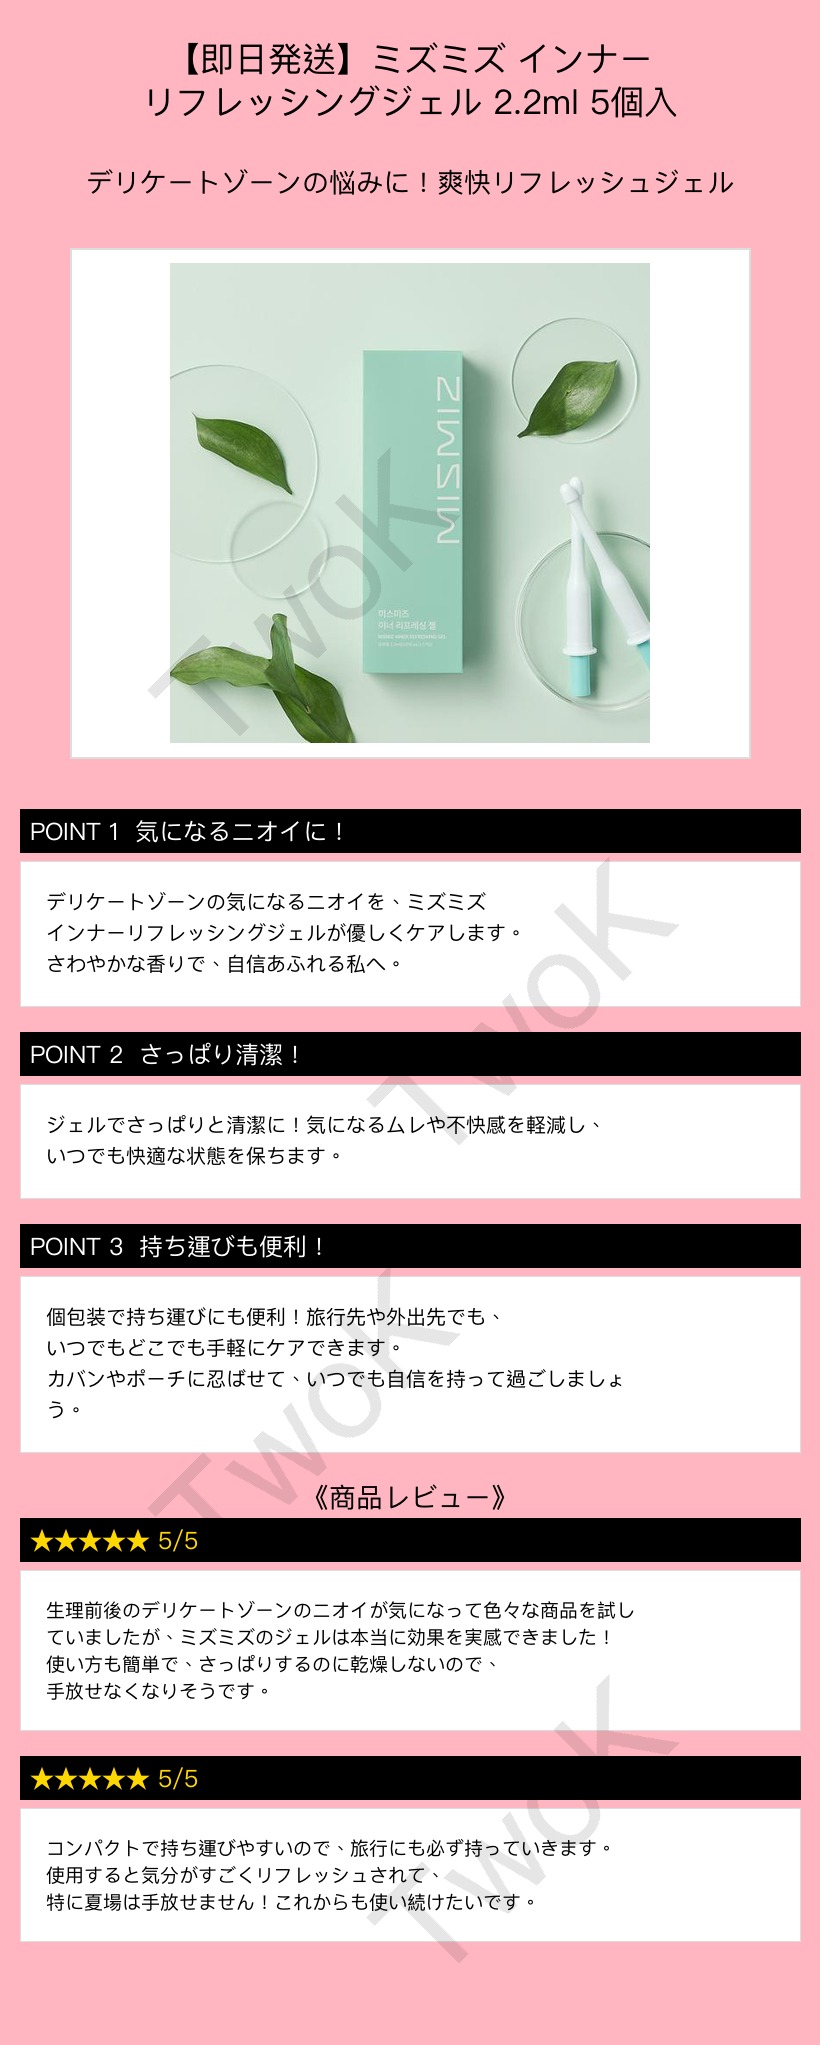 【即日発送】ミズミズ インナー
リフレッシングジェル 2.2ml 5個入
デリケートゾーンの悩みに！爽快リフレッシュジェル
MISMIZ
미스미즈
이너 리프레싱 젤
MISMIZ INNER REFRESHING GEL
TwoK
POINT 1 気になるニオイに！
デリケートゾーンの気になるニオイを、ミズミズ
インナーリフレッシングジェルが優しくケアします。
さわやかな香りで、自信あふれる私へ。
TwoK
POINT 2 さっぱり清潔！
ジェルでさっぱりと清潔に！気になるムレや不快感を軽減し、
いつでも快適な状態を保ちます。
POINT 3 持ち運びも便利！
個包装で持ち運びにも便利！旅行先や外出先でも、
いつでもどこでも手軽にケアできます。
カバンやポーチに忍ばせて、いつでも自信を持って過ごしましょ
う。
TwoK
《商品レビュー》
★★★★★ 5/5
生理前後のデリケートゾーンのニオイが気になって色々な商品を試し
ていましたが、ミズミズのジェルは本当に効果を実感できました！
使い方も簡単で、さっぱりするのに乾燥しないので、
手放せなくなりそうです。
★★★★★ 5/5
コンパクトで持ち運びやすいので、旅行にも必ず持っていきます。
使用すると気分がすごくリフレッシュされて、
特に夏場は手放せません！これからも使い続けたいです。
TwoK